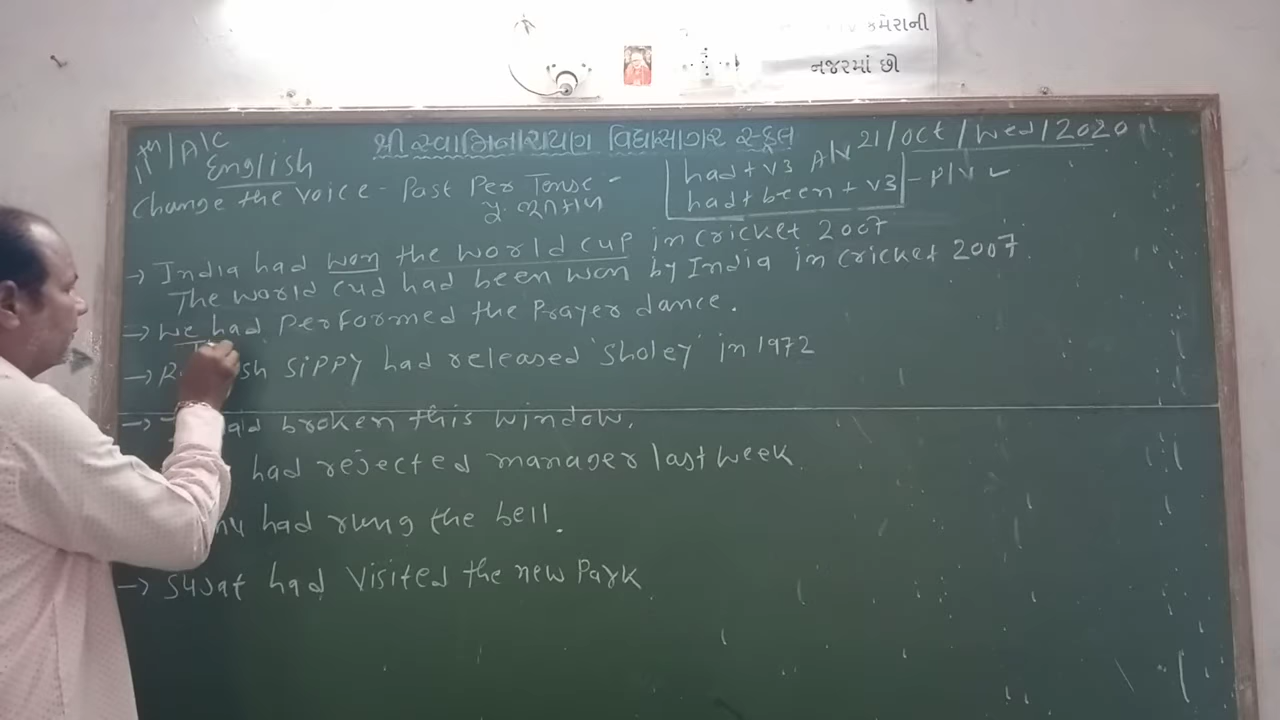 કેમેરાની
નજરમાં છો
11th/A/C
English
શ્રી સ્વામિનારાયણ વિદ્યાસાગર સ્કૂલ
21/Oct/Wed/2020
Change the voice - Past Per Tense -
પૂ. ભૂતકાળ
had + v3 A/V
had + been + v3 - P/V
→ India had won the world cup in cricket 2007
The world cud had been won by India in cricket 2007.
→ we had performed the Prayer dance.
→ sh sippy had released 'sholey' in 1972
→ broken this window.
had rejected manager last week.
had rung the bell.
→ Sujat had visited the new Park.